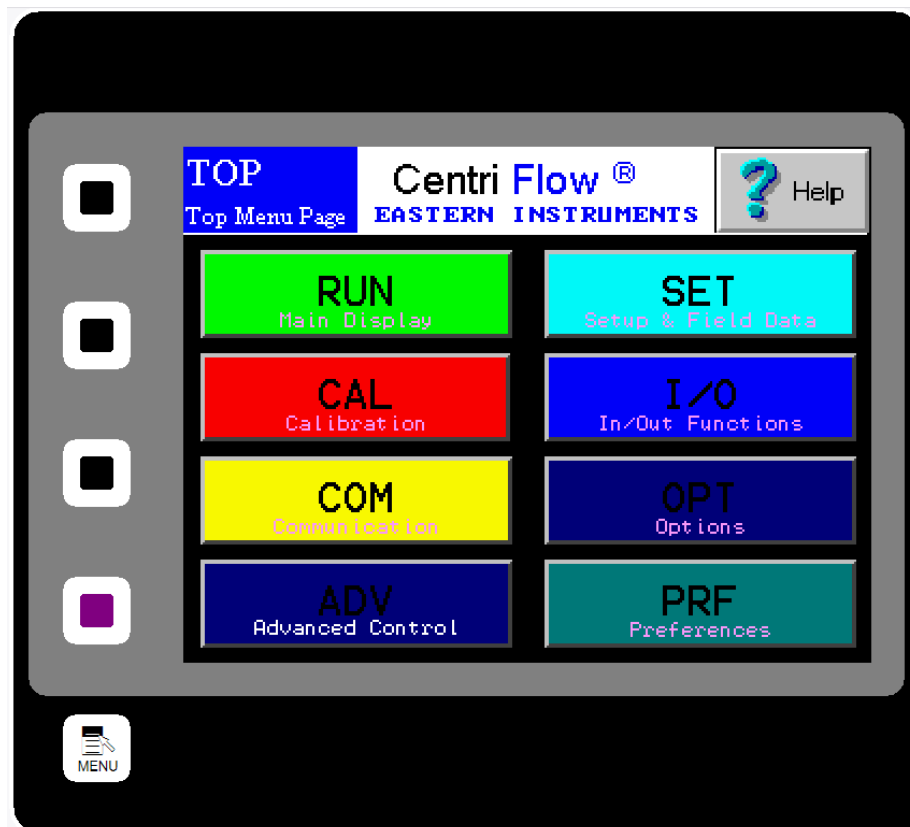 TOP
Top Menu Page
Centri Flow ®
EASTERN INSTRUMENTS
Help
RUN
Main Display
SET
Setup & Field Data
CAL
Calibration
I/O
In/Out Functions
COM
Communication
OPT
Options
ADV
Advanced Control
PRF
Preferences
MENU